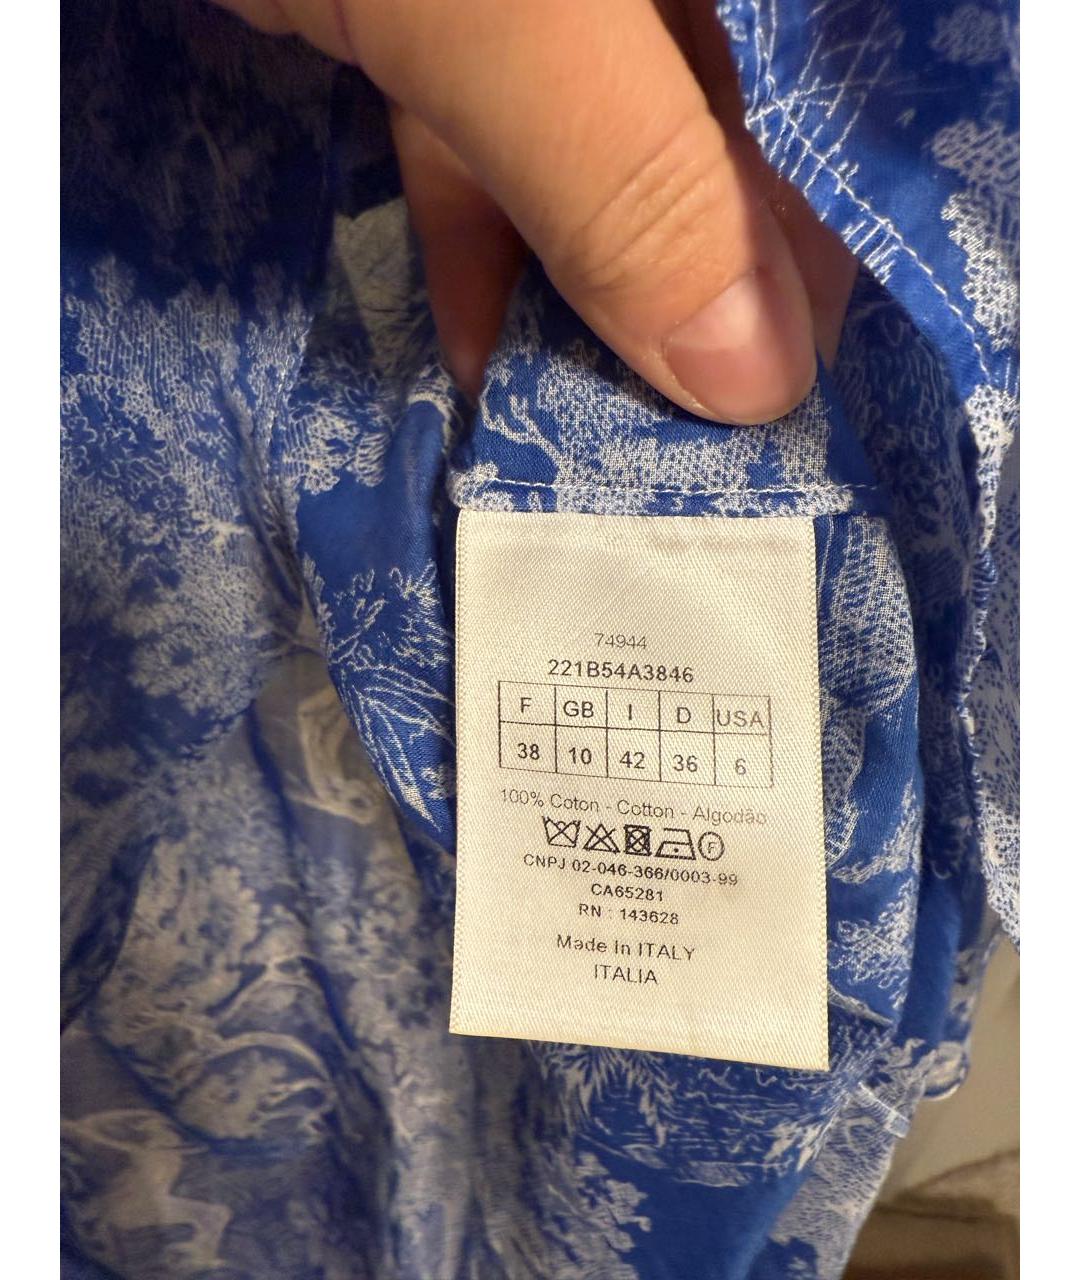 74944
221B54A3846
F GB I D USA
38 10 42 36 6
100% Coton - Cotton - Algodão
F
CNPJ 02-046-366/0003-99
CA65281
RN : 143628
Made In ITALY
ITALIA